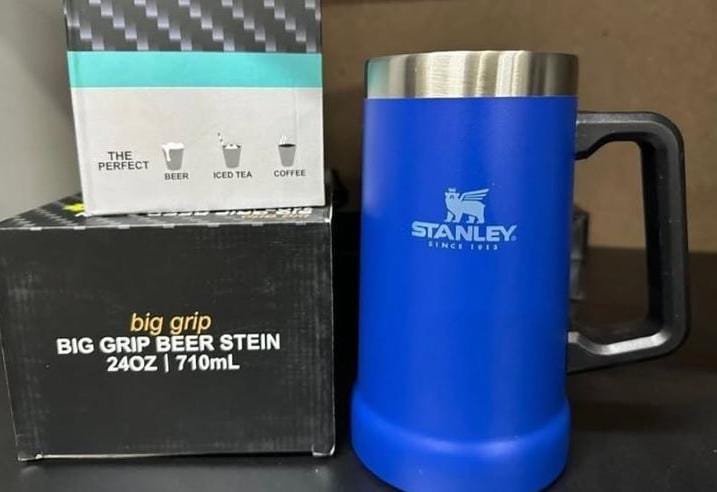 THE
PERFECT
BEER
ICED TEA
COFFEE
big grip
BIG GRIP BEER STEIN
24OZ | 710mL
STANLEY
SINCE 1913